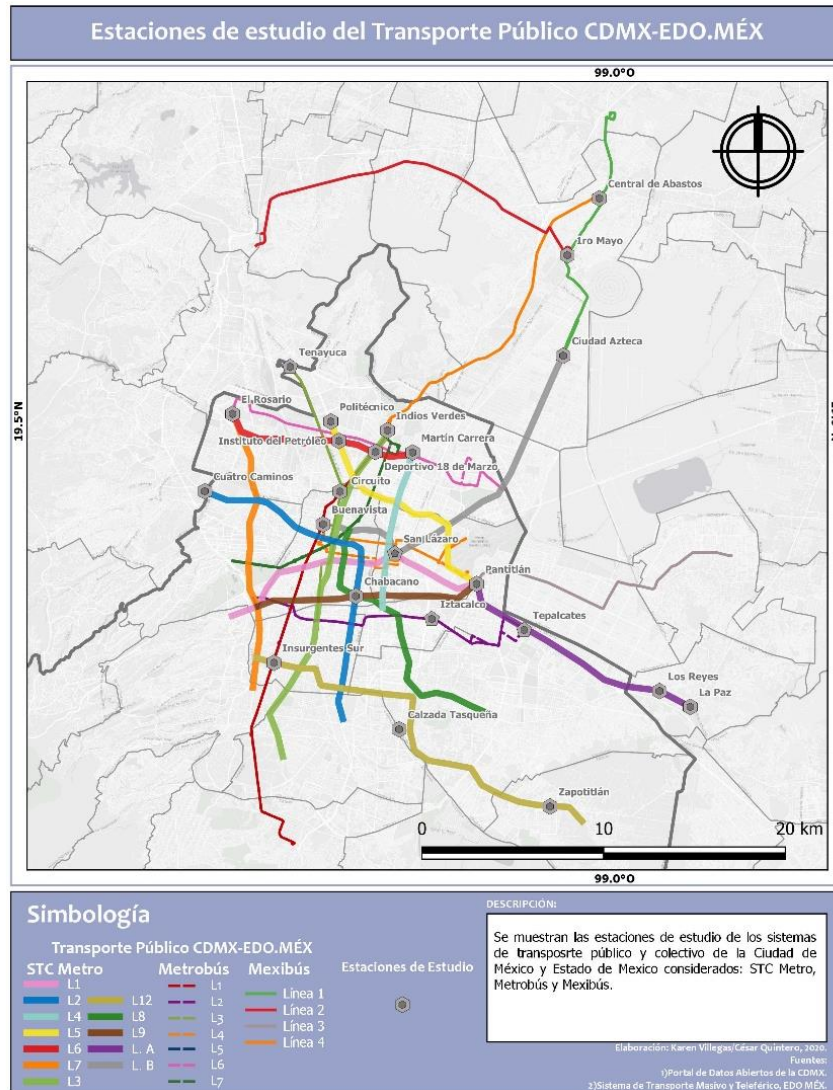 Estaciones de estudio del Transporte Público CDMX-EDO.MÉX
99.0°O
Central de Abastos
1ro Mayo
Ciudad Azteca
Tenayuca
19.5°N
El Rosario
Politécnico
Indios Verdes
Instituto del Petróleo
Martín Carrera
Deportivo 18 de Marzo
Cuatro Caminos
Circuito
Buenavista
San Lázaro
Pantitlán
Chabacano
Iztacalco
Tepalcates
Insurgentes Sur
Los Reyes
La Paz
Calzada Tasqueña
Zapotitlán
0 10 20 km
99.0°O
Simbología
Transporte Público CDMX-EDO.MÉX
STC Metro Metrobús Mexibús Estaciones de Estudio
L1
L2
L4
L5
L6
L7
L3
L12
L8
L9
L. A
L. B
L1
L2
L3
L4
L5
L6
L7
Línea 1
Línea 2
Línea 3
Línea 4
DESCRIPCIÓN:
Se muestran las estaciones de estudio de los sistemas
de transposrte público y colectivo de la Ciudad de
México y Estado de Mexico considerados: STC Metro,
Metrobús y Mexibús.
Elaboración: Karen Villegas/César Quintero, 2020.
Fuentes:
1)Portal de Datos Abiertos de la CDMX.
2)Sistema de Transporte Masivo y Teleférico, EDO MÉX.